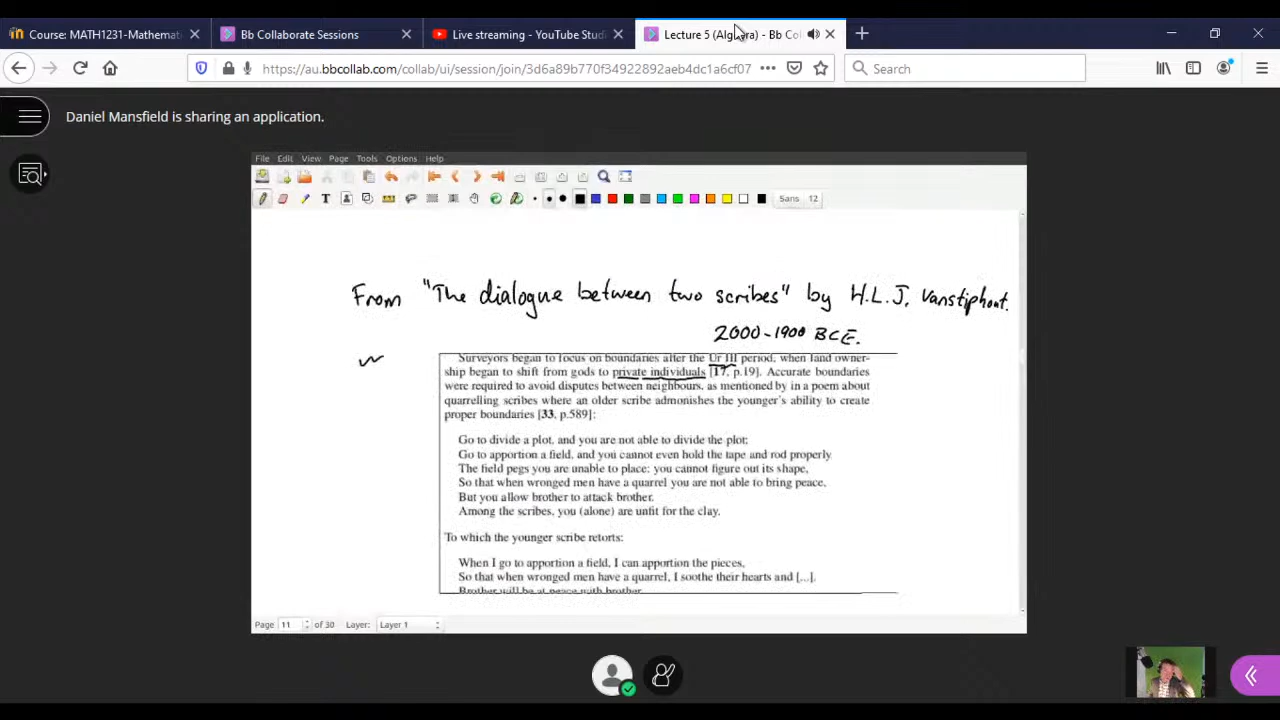 Course: MATH1231-Mathemati
Bb Collaborate Sessions
Live streaming - YouTube Stud
Lecture 5 (Algebra) - Bb Col
https://au.bbcollab.com/collab/ui/session/join/3d6a89b770f34922892aeb4dc1a6cf07
Search
Daniel Mansfield is sharing an application.
File Edit View Page Tools Options Help
Sans 12
From "The dialogue between two scribes" by H.L.J. Vanstiphout.
2000-1900 BCE.
Surveyors began to focus on boundaries after the Ur III period, when land owner-
ship began to shift from gods to private individuals [17, p.19]. Accurate boundaries
were required to avoid disputes between neighbours, as mentioned by in a poem about
quarrelling scribes where an older scribe admonishes the younger's ability to create
proper boundaries [33, p.589]:
Go to divide a plot, and you are not able to divide the plot;
Go to apportion a field, and you cannot even hold the tape and rod properly.
The field pegs you are unable to place; you cannot figure out its shape,
So that when wronged men have a quarrel you are not able to bring peace,
But you allow brother to attack brother.
Among the scribes, you (alone) are unfit for the clay.
To which the younger scribe retorts:
When I go to apportion a field, I can apportion the pieces,
So that when wronged men have a quarrel, I soothe their hearts and [...].
Brother will be at peace with brother
Page 11 of 30 Layer: Layer 1